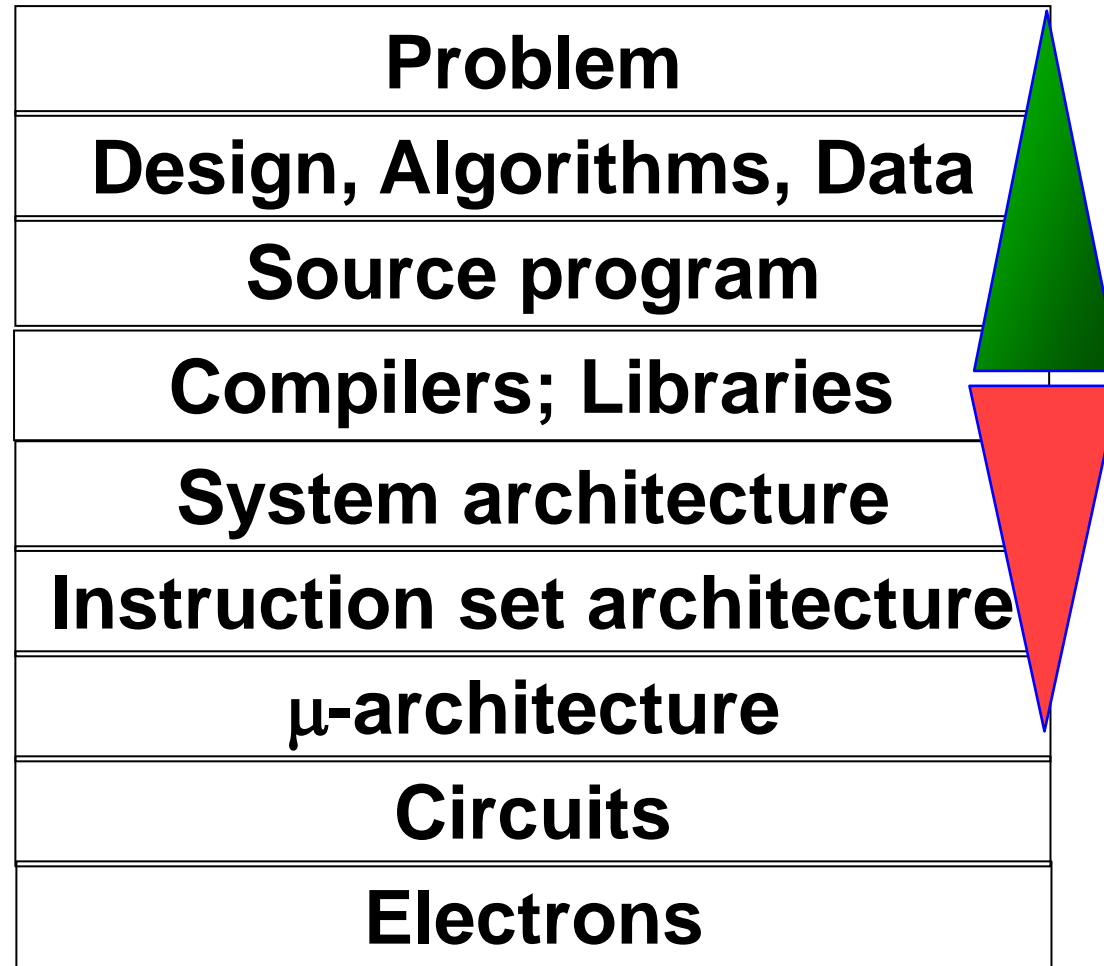 Problem
Design, Algorithms, Data
Source program
Compilers; Libraries
System architecture
Instruction set architecture
μ-architecture
Circuits
Electrons